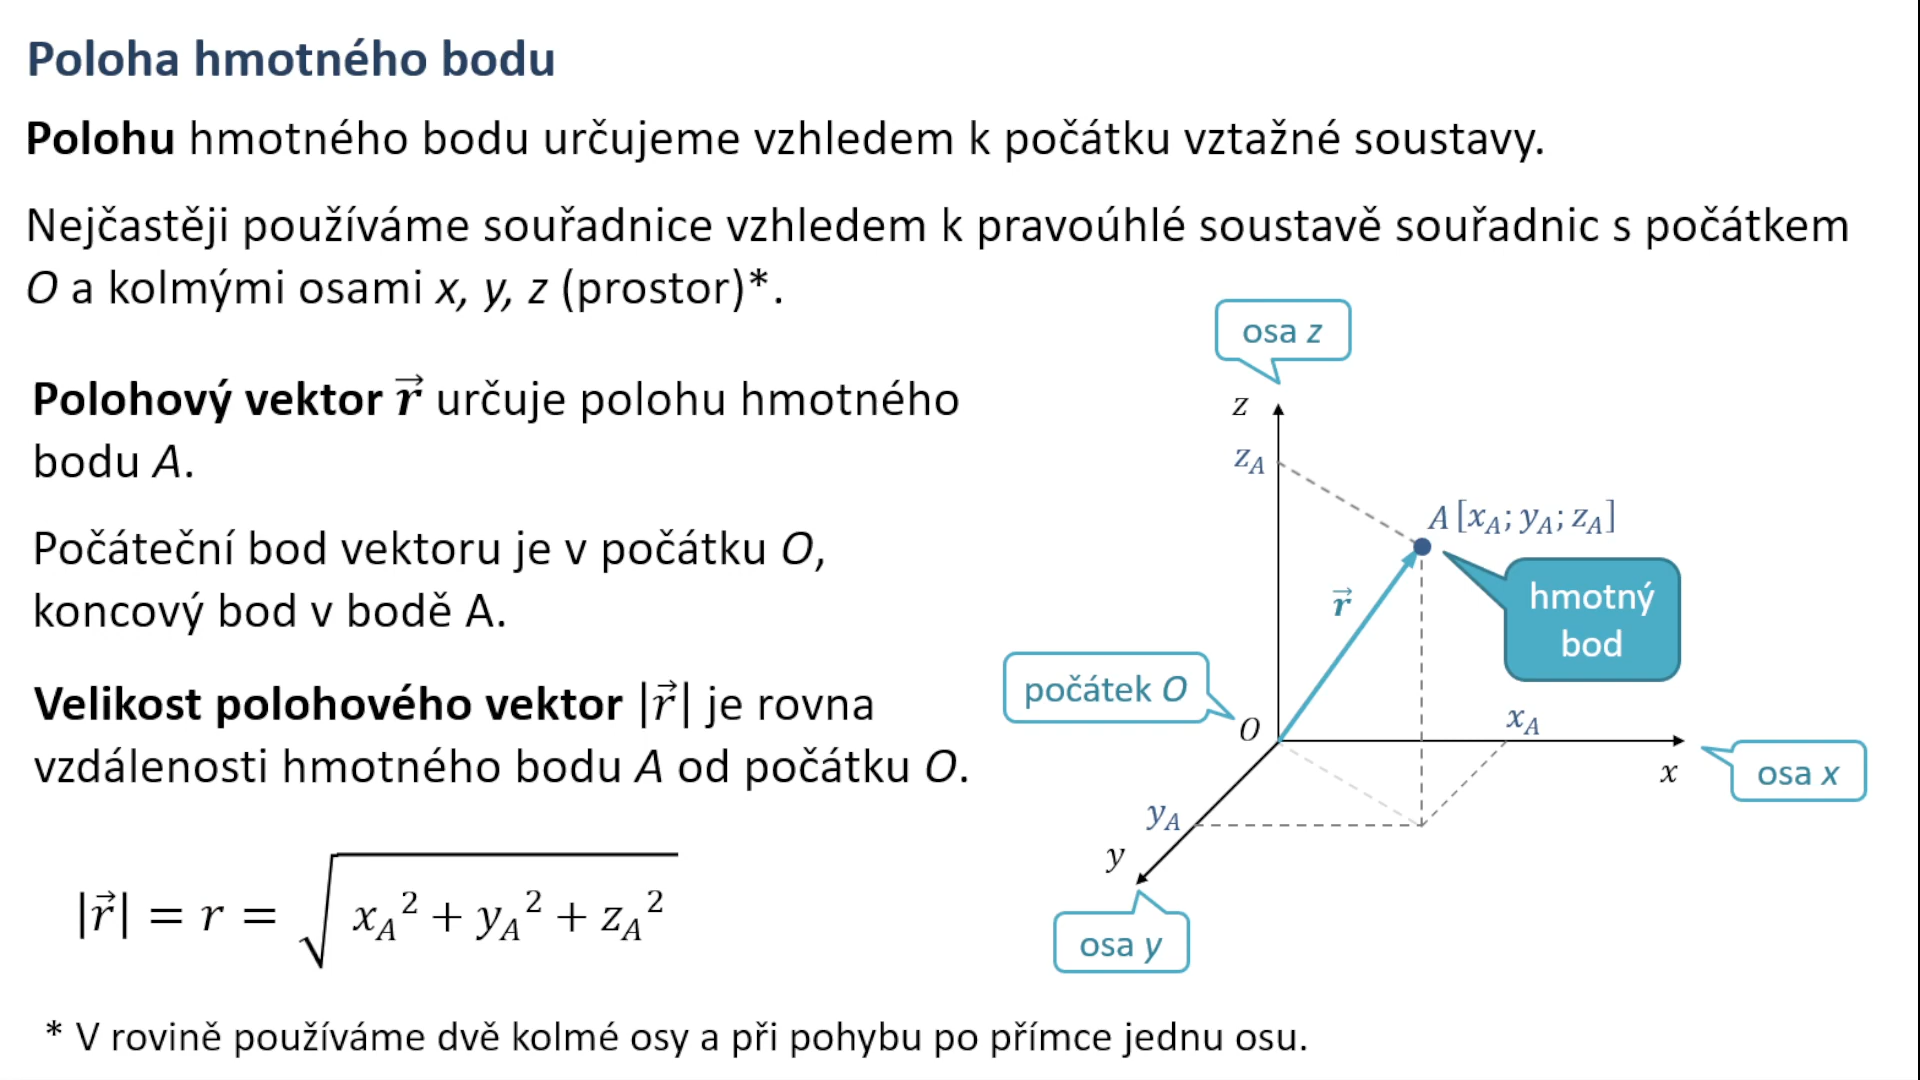 Poloha hmotného bodu
Polohu hmotného bodu určujeme vzhledem k počátku vztažné soustavy.
Nejčastěji používáme souřadnice vzhledem k pravoúhlé soustavě souřadnic s počátkem
O a kolmými osami x, y, z (prostor)*.
Polohový vektor r⃗ určuje polohu hmotného
bodu A.
Počáteční bod vektoru je v počátku O,
koncový bod v bodě A.
Velikost polohového vektoru |r⃗| je rovna
vzdálenosti hmotného bodu A od počátku O.
|r⃗| = r = √(x_A² + y_A² + z_A²)
osa z
z
z_A
A [x_A; y_A; z_A]
hmotný
bod
r⃗
počátek O
O
x_A
x
osa x
y_A
y
osa y
* V rovině používáme dvě kolmé osy a při pohybu po přímce jednu osu.